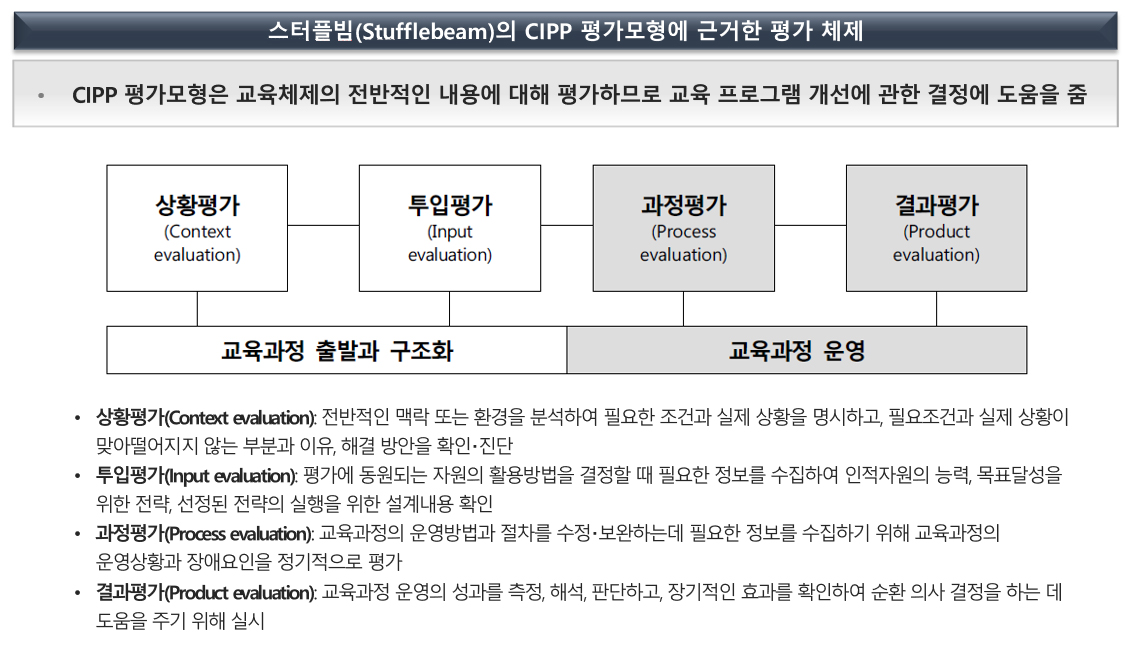 스터플빔(Stufflebeam)의 CIPP 평가모형에 근거한 평가 체제
• CIPP 평가모형은 교육체제의 전반적인 내용에 대해 평가하므로 교육 프로그램 개선에 관한 결정에 도움을 줌
상황평가
(Context
evaluation)
투입평가
(Input
evaluation)
과정평가
(Process
evaluation)
결과평가
(Product
evaluation)
교육과정 출발과 구조화
교육과정 운영
• 상황평가(Context evaluation): 전반적인 맥락 또는 환경을 분석하여 필요한 조건과 실제 상황을 명시하고, 필요조건과 실제 상황이
맞아떨어지지 않는 부분과 이유, 해결 방안을 확인·진단
• 투입평가(Input evaluation): 평가에 동원되는 자원의 활용방법을 결정할 때 필요한 정보를 수집하여 인적자원의 능력, 목표달성을
위한 전략, 선정된 전략의 실행을 위한 설계내용 확인
• 과정평가(Process evaluation): 교육과정의 운영방법과 절차를 수정·보완하는데 필요한 정보를 수집하기 위해 교육과정의
운영상황과 장애요인을 정기적으로 평가
• 결과평가(Product evaluation): 교육과정 운영의 성과를 측정, 해석, 판단하고, 장기적인 효과를 확인하여 순환 의사 결정을 하는 데
도움을 주기 위해 실시